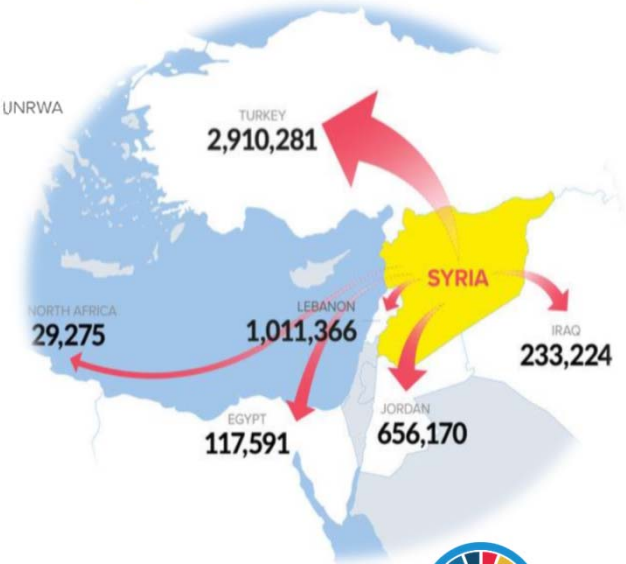 UNRWA
TURKEY
2,910,281
SYRIA
LEBANON
1,011,366
NORTH AFRICA
29,275
IRAQ
233,224
EGYPT
117,591
JORDAN
656,170